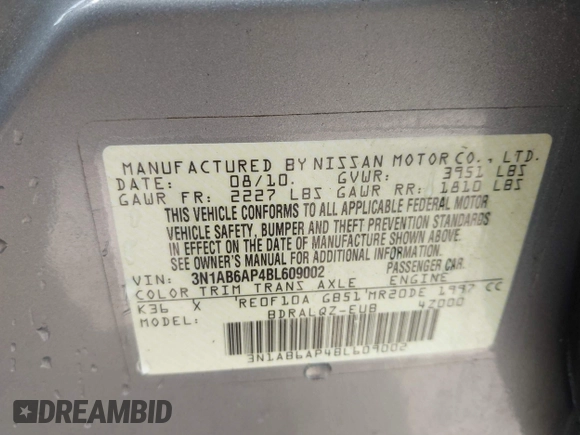 MANUFACTURED BY NISSAN MOTOR CO., LTD.
DATE: 08/10. GVWR: 3951 LBS
GAWR FR: 2227 LBS GAWR RR: 1810 LBS
THIS VEHICLE CONFORMS TO ALL APPLICABLE FEDERAL MOTOR
VEHICLE SAFETY, BUMPER AND THEFT PREVENTION STANDARDS
IN EFFECT ON THE DATE OF MANUFACTURE SHOWN ABOVE.
SEE OWNER'S MANUAL FOR ADDITIONAL INFORMATION.
VIN: 3N1AB6AP4BL609002 PASSENGER CAR.
COLOR TRIM TRANS AXLE ENGINE
K36 X RE0F10A GB51 MR20DE 1997 CC
MODEL: BDRALQZ-EUB 4Z000
3N1AB6AP4BL609002
DREAMBID